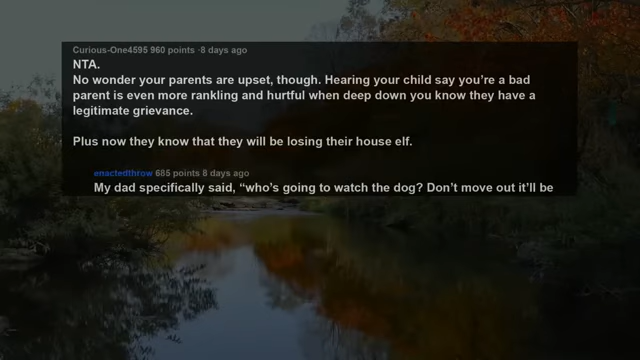 Curious-One4595 960 points ·8 days ago
NTA.
No wonder your parents are upset, though. Hearing your child say you're a bad
parent is even more rankling and hurtful when deep down you know they have a
legitimate grievance.
Plus now they know that they will be losing their house elf.
enactedthrow 685 points 8 days ago
My dad specifically said, “who's going to watch the dog? Don't move out it'll be